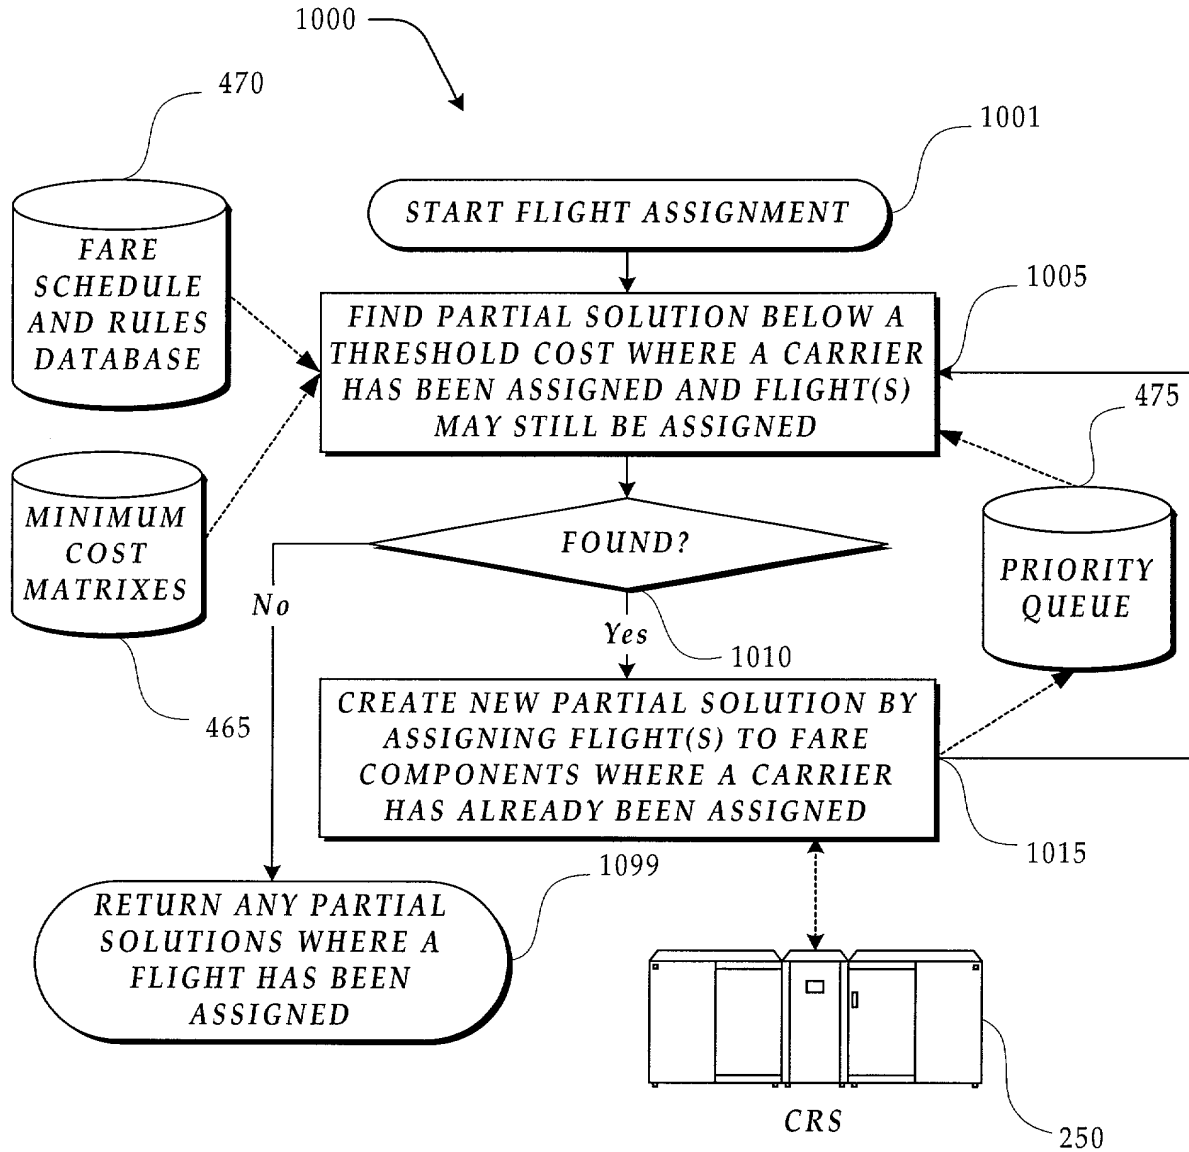 1000
470
1001
START FLIGHT ASSIGNMENT
FARE
SCHEDULE
AND RULES
DATABASE
1005
FIND PARTIAL SOLUTION BELOW A
THRESHOLD COST WHERE A CARRIER
HAS BEEN ASSIGNED AND FLIGHT(S)
MAY STILL BE ASSIGNED
475
MINIMUM
COST
MATRIXES
FOUND?
PRIORITY
QUEUE
No
Yes
1010
465
CREATE NEW PARTIAL SOLUTION BY
ASSIGNING FLIGHT(S) TO FARE
COMPONENTS WHERE A CARRIER
HAS ALREADY BEEN ASSIGNED
1015
1099
RETURN ANY PARTIAL
SOLUTIONS WHERE A
FLIGHT HAS BEEN
ASSIGNED
CRS
250